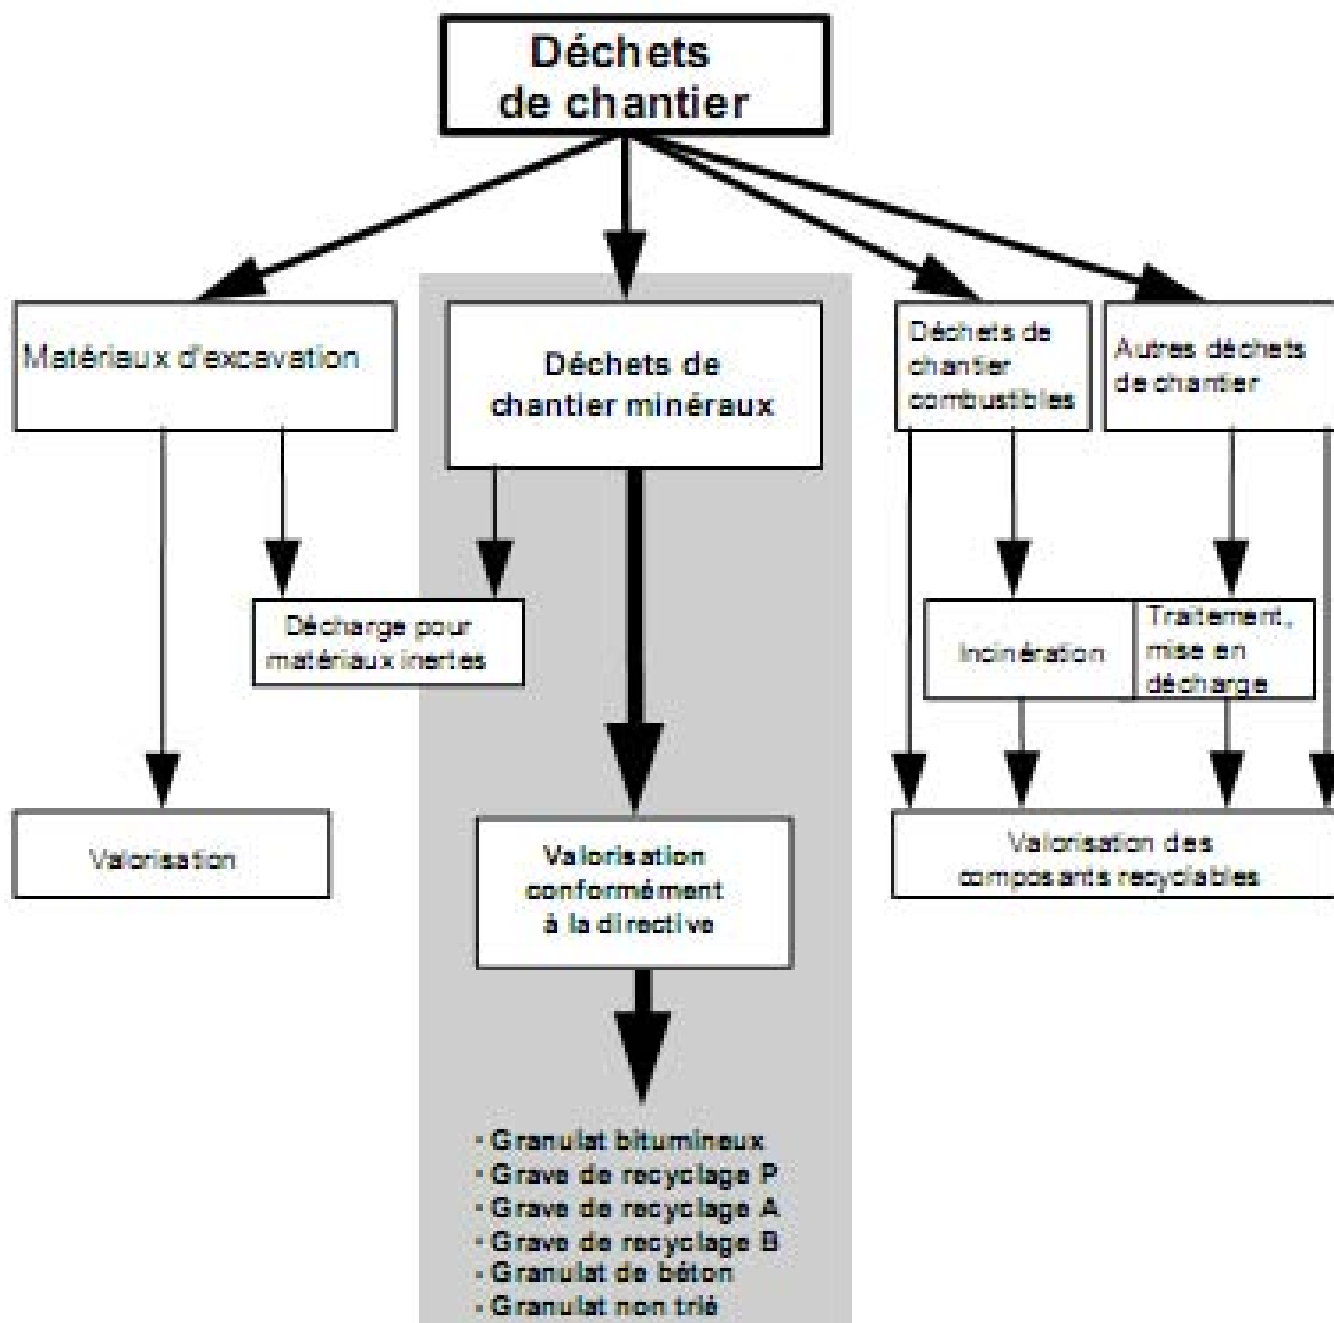 Déchets
de chantier
Matériaux d'excavation
Déchets de
chantier minéraux
Déchets de
chantier
combustibles
Autres déchets
de chantier
Décharge pour
matériaux inertes
Incinération
Traitement,
mise en
décharge
Valorisation
Valorisation
conformément
à la directive
Valorisation des
composants recyclables
· Granulat bitumineux
· Grave de recyclage P
· Grave de recyclage A
· Grave de recyclage B
· Granulat de béton
· Granulat non trié